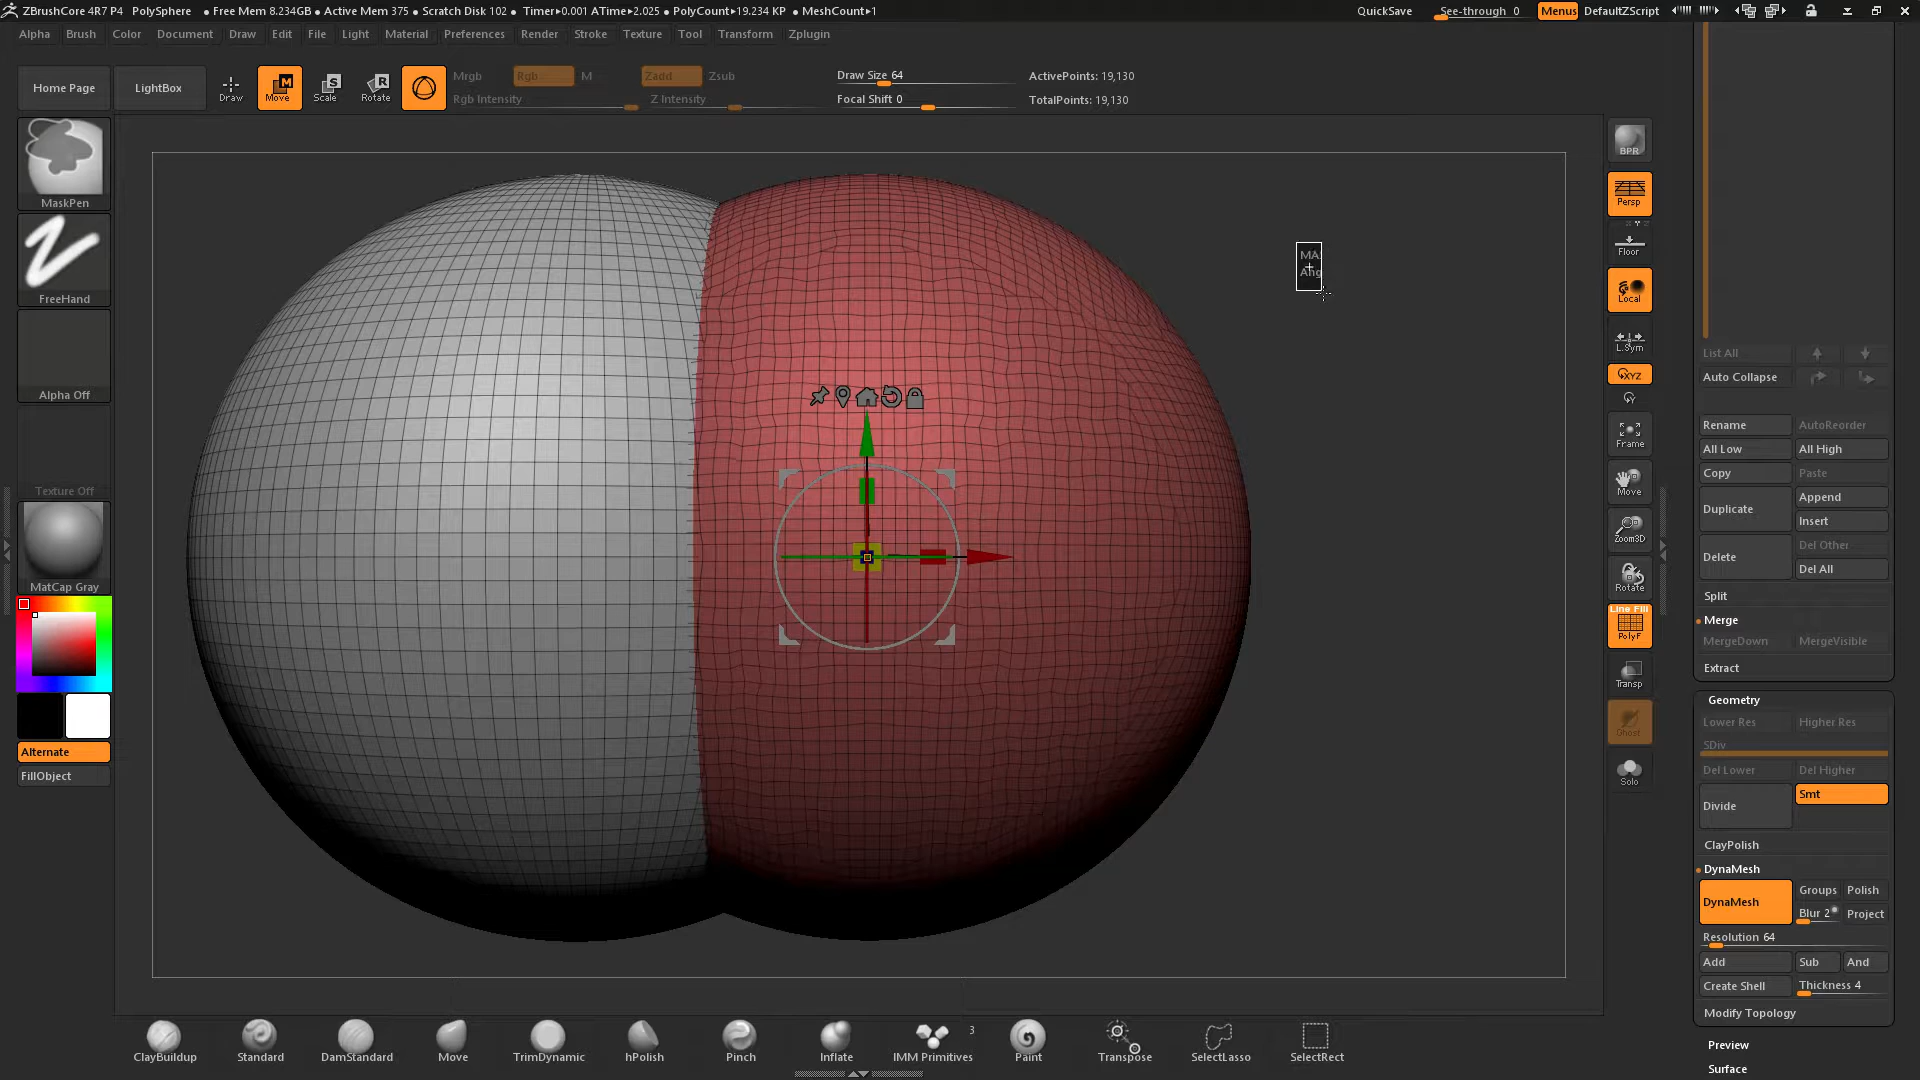 ZBrushCore 4R7 P4 PolySphere • Free Mem 8.234GB • Active Mem 375 • Scratch Disk 102 • Timer▸0.001 ATime▸2.025 • PolyCount▸19.234 KP • MeshCount▸1 QuickSave See-through 0 Menus DefaultZScript
Alpha Brush Color Document Draw Edit File Light Material Preferences Render Stroke Texture Tool Transform Zplugin
Home Page LightBox Draw Move Scale Rotate
Mrgb Rgb M Zadd Zsub Draw Size 64 ActivePoints: 19,130
Rgb Intensity Z Intensity Focal Shift 0 TotalPoints: 19,130
MaskPen
FreeHand
Alpha Off
Texture Off
MatCap Gray
Alternate
FillObject
MA
Ang
BPR
Persp
Floor
Local
L.Sym
XYZ
Frame
Move
Zoom3D
Rotate
Line Fill
PolyF
Transp
Ghost
Solo
List All
Auto Collapse
Rename AutoReorder
All Low All High
Copy Paste
Duplicate Append
Insert
Delete Del Other
Del All
Split
Merge
MergeDown MergeVisible
Extract
Geometry
Lower Res Higher Res
SDiv
Del Lower Del Higher
Divide Smt
ClayPolish
DynaMesh
DynaMesh Groups Polish
Blur 2 Project
Resolution 64
Add Sub And
Create Shell Thickness 4
Modify Topology
Preview
Surface
ClayBuildup Standard DamStandard Move TrimDynamic hPolish Pinch Inflate IMM Primitives 3 Paint Transpose SelectLasso SelectRect